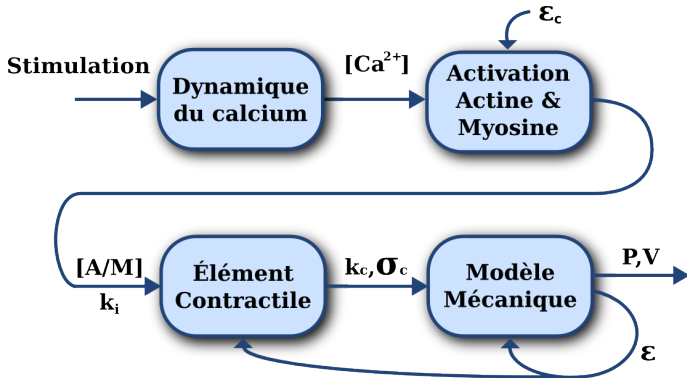 εc
Stimulation
Dynamique
du calcium
[Ca²⁺]
Activation
Actine &
Myosine
[A/M]
ki
Élément
Contractile
kc,σc
Modèle
Mécanique
P,V
ε